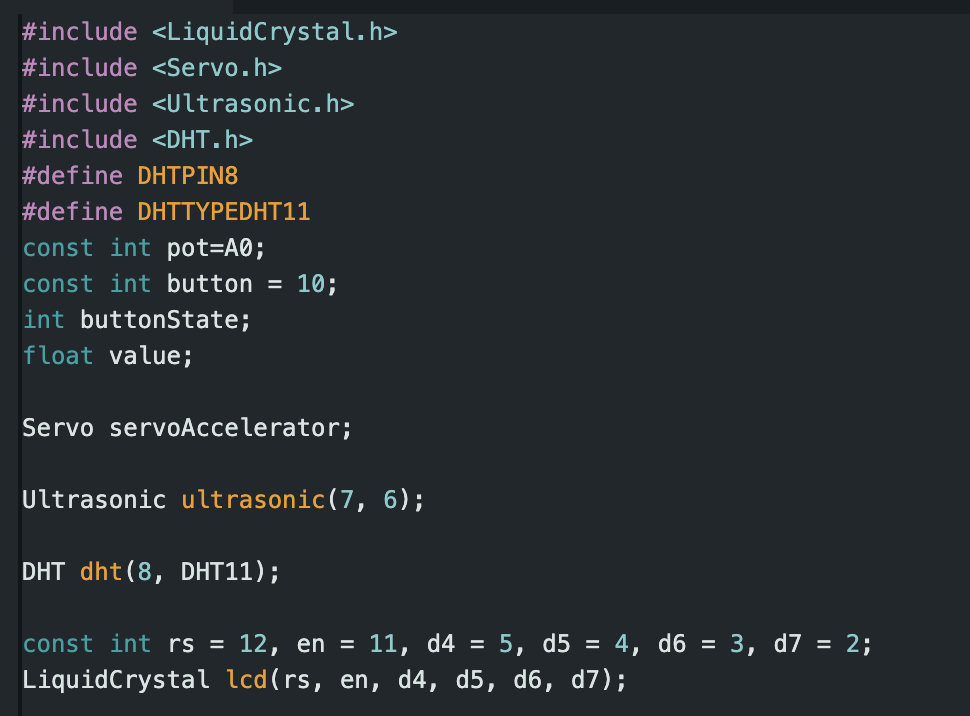 #include <LiquidCrystal.h>
#include <Servo.h>
#include <Ultrasonic.h>
#include <DHT.h>
#define DHTPIN8
#define DHTTYPEDHT11
const int pot=A0;
const int button = 10;
int buttonState;
float value;
Servo servoAccelerator;
Ultrasonic ultrasonic(7, 6);
DHT dht(8, DHT11);
const int rs = 12, en = 11, d4 = 5, d5 = 4, d6 = 3, d7 = 2;
LiquidCrystal lcd(rs, en, d4, d5, d6, d7);